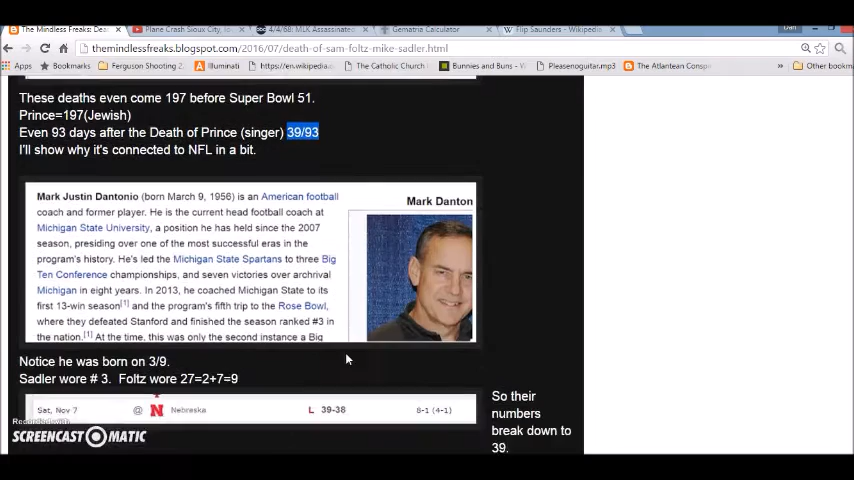 The Mindless Freaks: Dea
Plane Crash Sioux City, I
4/4/68: MLK Assassinated
Gematria Calculator
Flip Saunders - Wikipedia
Dan
themindlessfreaks.blogspot.com/2016/07/death-of-sam-foltz-mike-sadler.html
Apps Bookmarks Ferguson Shooting 2 Illuminati https://en.wikipedia. The Catholic Church Bunnies and Buns - W Pleasenoguitar.mp3 The Atlantean Consp » Other bookm
These deaths even come 197 before Super Bowl 51.
Prince=197(Jewish)
Even 93 days after the Death of Prince (singer) 39/93
I'll show why it's connected to NFL in a bit.
Mark Justin Dantonio (born March 9, 1956) is an American football
coach and former player. He is the current head football coach at
Michigan State University, a position he has held since the 2007
season, presiding over one of the most successful eras in the
program's history. He's led the Michigan State Spartans to three Big
Ten Conference championships, and seven victories over archrival
Michigan in eight years. In 2013, he coached Michigan State to its
first 13-win season[1] and the program's fifth trip to the Rose Bowl,
where they defeated Stanford and finished the season ranked #3 in
the nation.[1] At the time, this was only the second instance a Big
Mark Danton
Notice he was born on 3/9.
Sadler wore # 3. Foltz wore 27=2+7=9
Sat, Nov 7 @ N Nebraska L 39-38 8-1 (4-1)
So their
numbers
break down to
39.
Recorded with
SCREENCAST MATIC